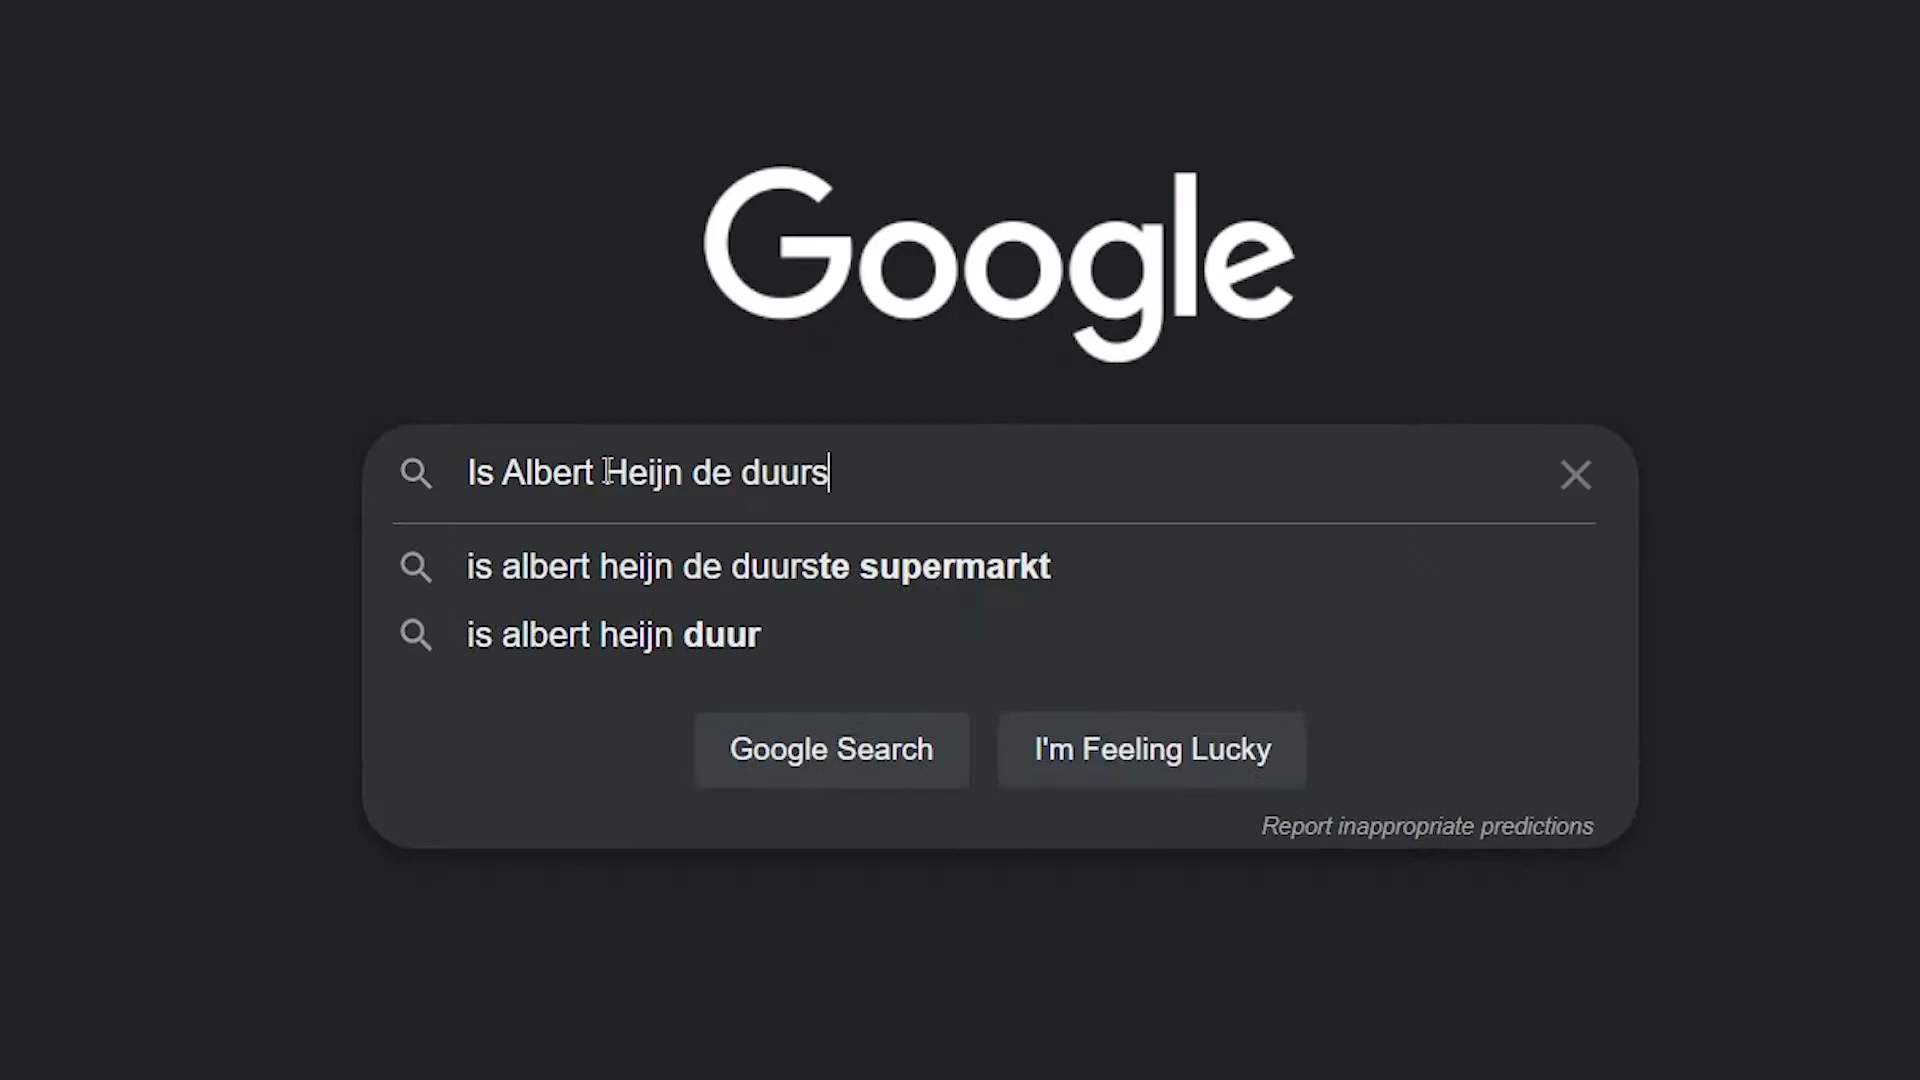 Google
Is Albert Heijn de duurs
is albert heijn de duurste supermarkt
is albert heijn duur
Google Search
I'm Feeling Lucky
Report inappropriate predictions